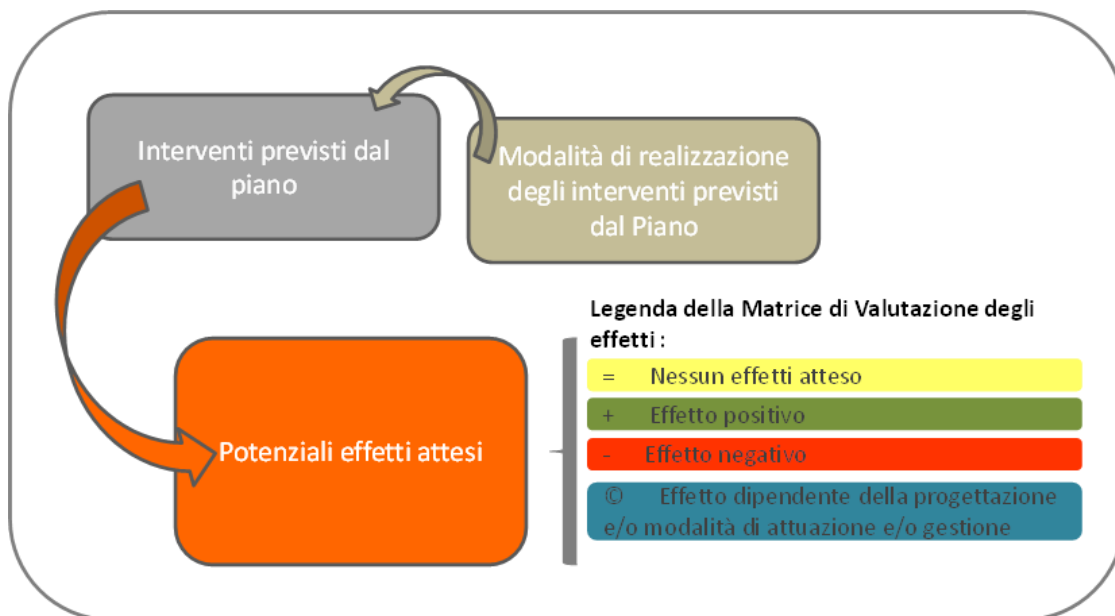 Interventi previsti dal
piano
Modalità di realizzazione
degli interventi previsti
dal Piano
Potenziali effetti attesi
Legenda della Matrice di Valutazione degli
effetti :
= Nessun effetti atteso
+ Effetto positivo
- Effetto negativo
© Effetto dipendente della progettazione
e/o modalità di attuazione e/o gestione